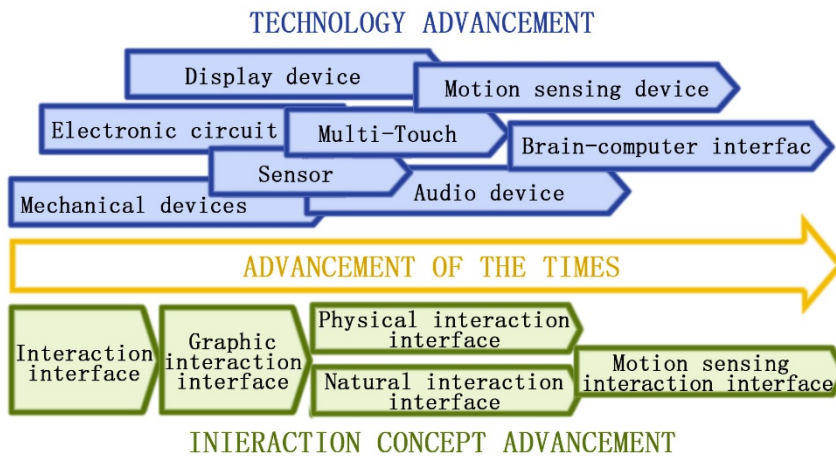 TECHNOLOGY ADVANCEMENT
Display device
Motion sensing device
Electronic circuit
Multi-Touch
Brain-computer interfac
Sensor
Mechanical devices
Audio device
ADVANCEMENT OF THE TIMES
Interaction
interface
Graphic
interaction
interface
Physical interaction
interface
Natural interaction
interface
Motion sensing
interaction interface
INIERACTION CONCEPT ADVANCEMENT